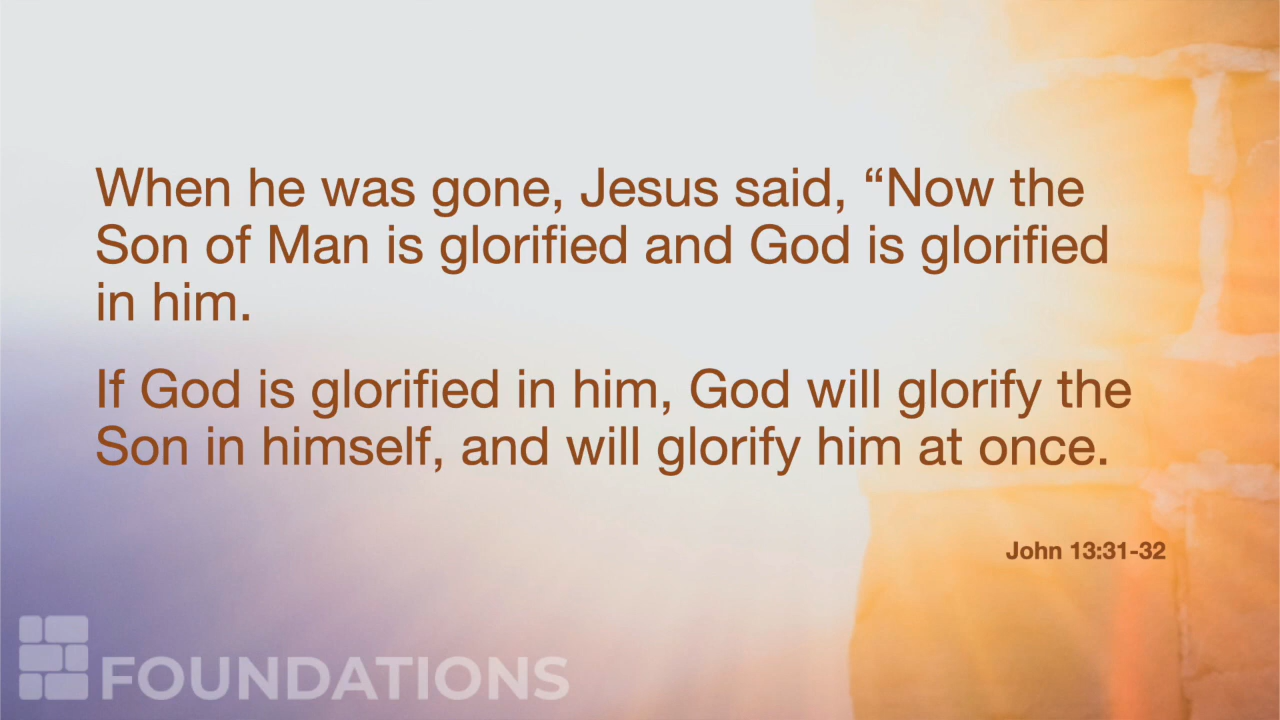 When he was gone, Jesus said, “Now the
Son of Man is glorified and God is glorified
in him.
If God is glorified in him, God will glorify the
Son in himself, and will glorify him at once.
John 13:31-32
FOUNDATIONS